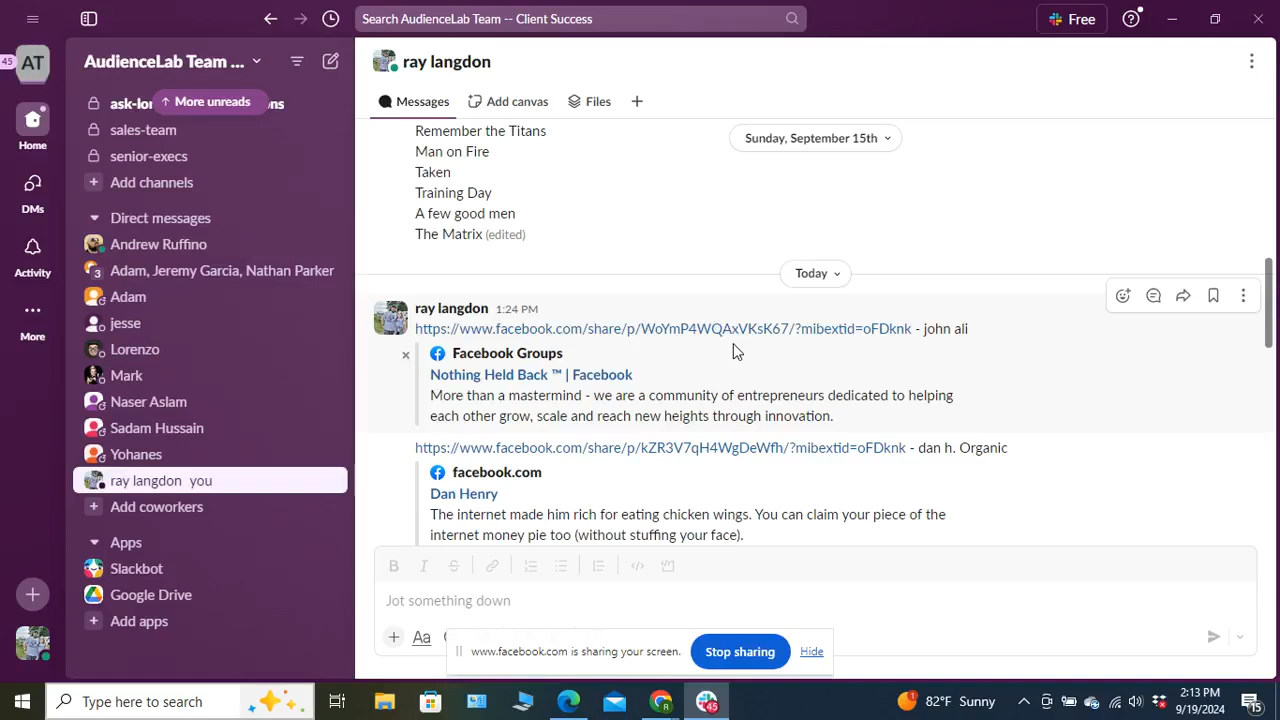 Search AudienceLab Team -- Client Success
Free
45
AT
AudienceLab Team ...
More unreads
sales-team
senior-execs
Add channels
Direct messages
Andrew Ruffino
3
Adam, Jeremy Garcia, Nathan Parker
Adam
jesse
Lorenzo
Mark
Naser Aslam
Sadam Hussain
Yohanes
ray langdon you
Add coworkers
Apps
Slackbot
Google Drive
Add apps
Home
DMs
Activity
More
ray langdon
Messages
Add canvas
Files
Remember the Titans
Sunday, September 15th
Man on Fire
Taken
Training Day
A few good men
The Matrix (edited)
Today
ray langdon 1:24 PM
https://www.facebook.com/share/p/WoYmP4WQAxVKsK67/?mibextid=oFDknk - john ali
Facebook Groups
Nothing Held Back ™ | Facebook
More than a mastermind - we are a community of entrepreneurs dedicated to helping
each other grow, scale and reach new heights through innovation.
https://www.facebook.com/share/p/kZR3V7qH4WgDeWfh/?mibextid=oFDknk - dan h. Organic
facebook.com
Dan Henry
The internet made him rich for eating chicken wings. You can claim your piece of the
internet money pie too (without stuffing your face).
B I S
Jot something down
Aa
www.facebook.com is sharing your screen.
Stop sharing
Hide
Type here to search
45
1
82°F Sunny
2:13 PM
9/19/2024
15